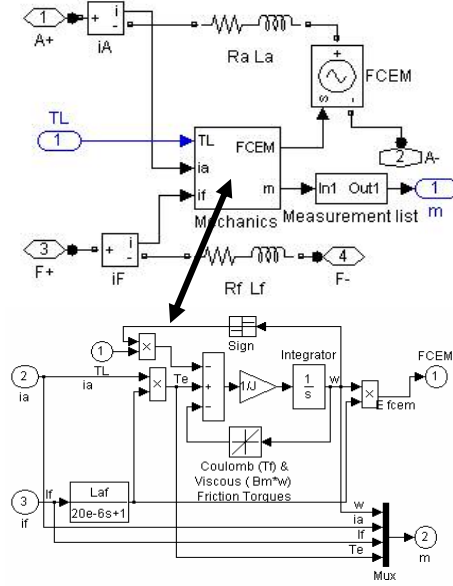 1
i
-
A+
iA
Ra La
+
s
-
FCEM
TL
1
TL
FCEM
2
A-
ia
m
In1 Out1
1
m
if
Mechanics
Measurement list
3
i
-
F+
iF
4
F-
Rf Lf
Sign
1
×
TL
Integrator
FCEM
2
ia
ia
×
Te
-
+
-
1/J
1
s
w
×
1
E fcem
Coulomb (Tf) &
Viscous ( Bm*w)
Friction Torques
3
if
If
Laf
20e-6s+1
w
ia
If
Te
2
m
Mux